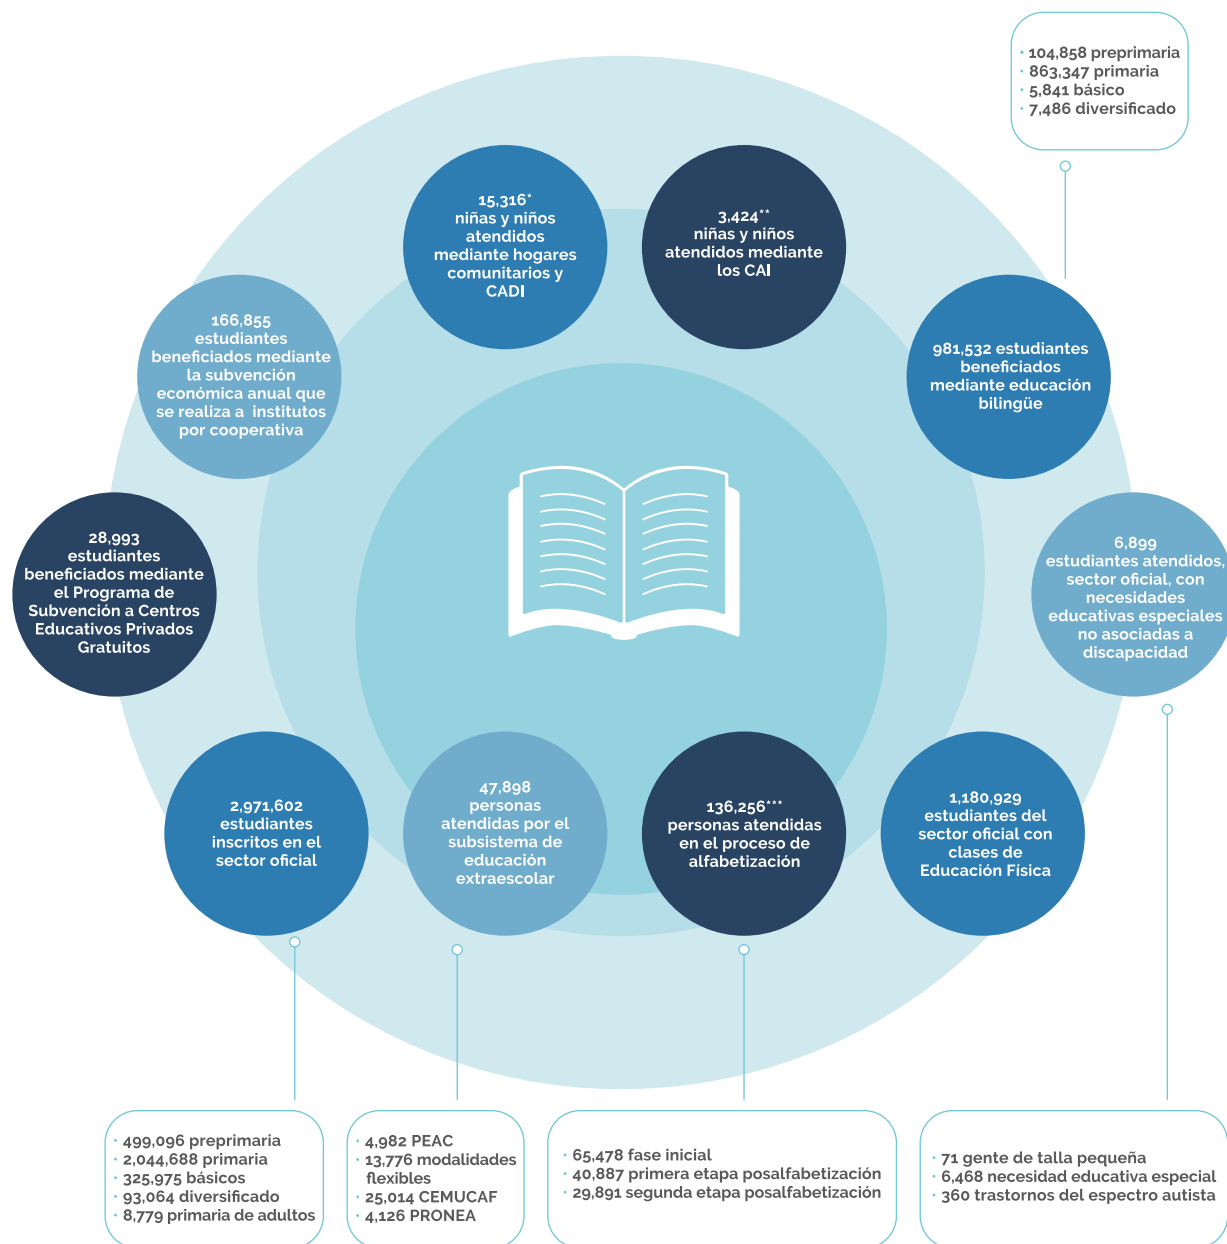 · 104,858 preprimaria
· 863,347 primaria
· 5,841 básico
· 7,486 diversificado
15,316*
niñas y niños
atendidos
mediante hogares
comunitarios y
CADI
3,424**
niñas y niños
atendidos mediante
los CAI
166,855
estudiantes
beneficiados mediante
la subvención
económica anual que
se realiza a institutos
por cooperativa
981,532 estudiantes
beneficiados
mediante educación
bilingüe
28,993
estudiantes
beneficiados mediante
el Programa de
Subvención a Centros
Educativos Privados
Gratuitos
6,899
estudiantes atendidos,
sector oficial, con
necesidades
educativas especiales
no asociadas a
discapacidad
2,971,602
estudiantes
inscritos en el
sector oficial
47,898
personas
atendidas por el
subsistema de
educación
extraescolar
136,256***
personas atendidas
en el proceso de
alfabetización
1,180,929
estudiantes del
sector oficial con
clases de
Educación Física
· 499,096 preprimaria
· 2,044,688 primaria
· 325,975 básicos
· 93,064 diversificado
· 8,779 primaria de adultos
· 4,982 PEAC
· 13,776 modalidades
flexibles
· 25,014 CEMUCAF
· 4,126 PRONEA
· 65,478 fase inicial
· 40,887 primera etapa posalfabetización
· 29,891 segunda etapa posalfabetización
· 71 gente de talla pequeña
· 6,468 necesidad educativa especial
· 360 trastornos del espectro autista